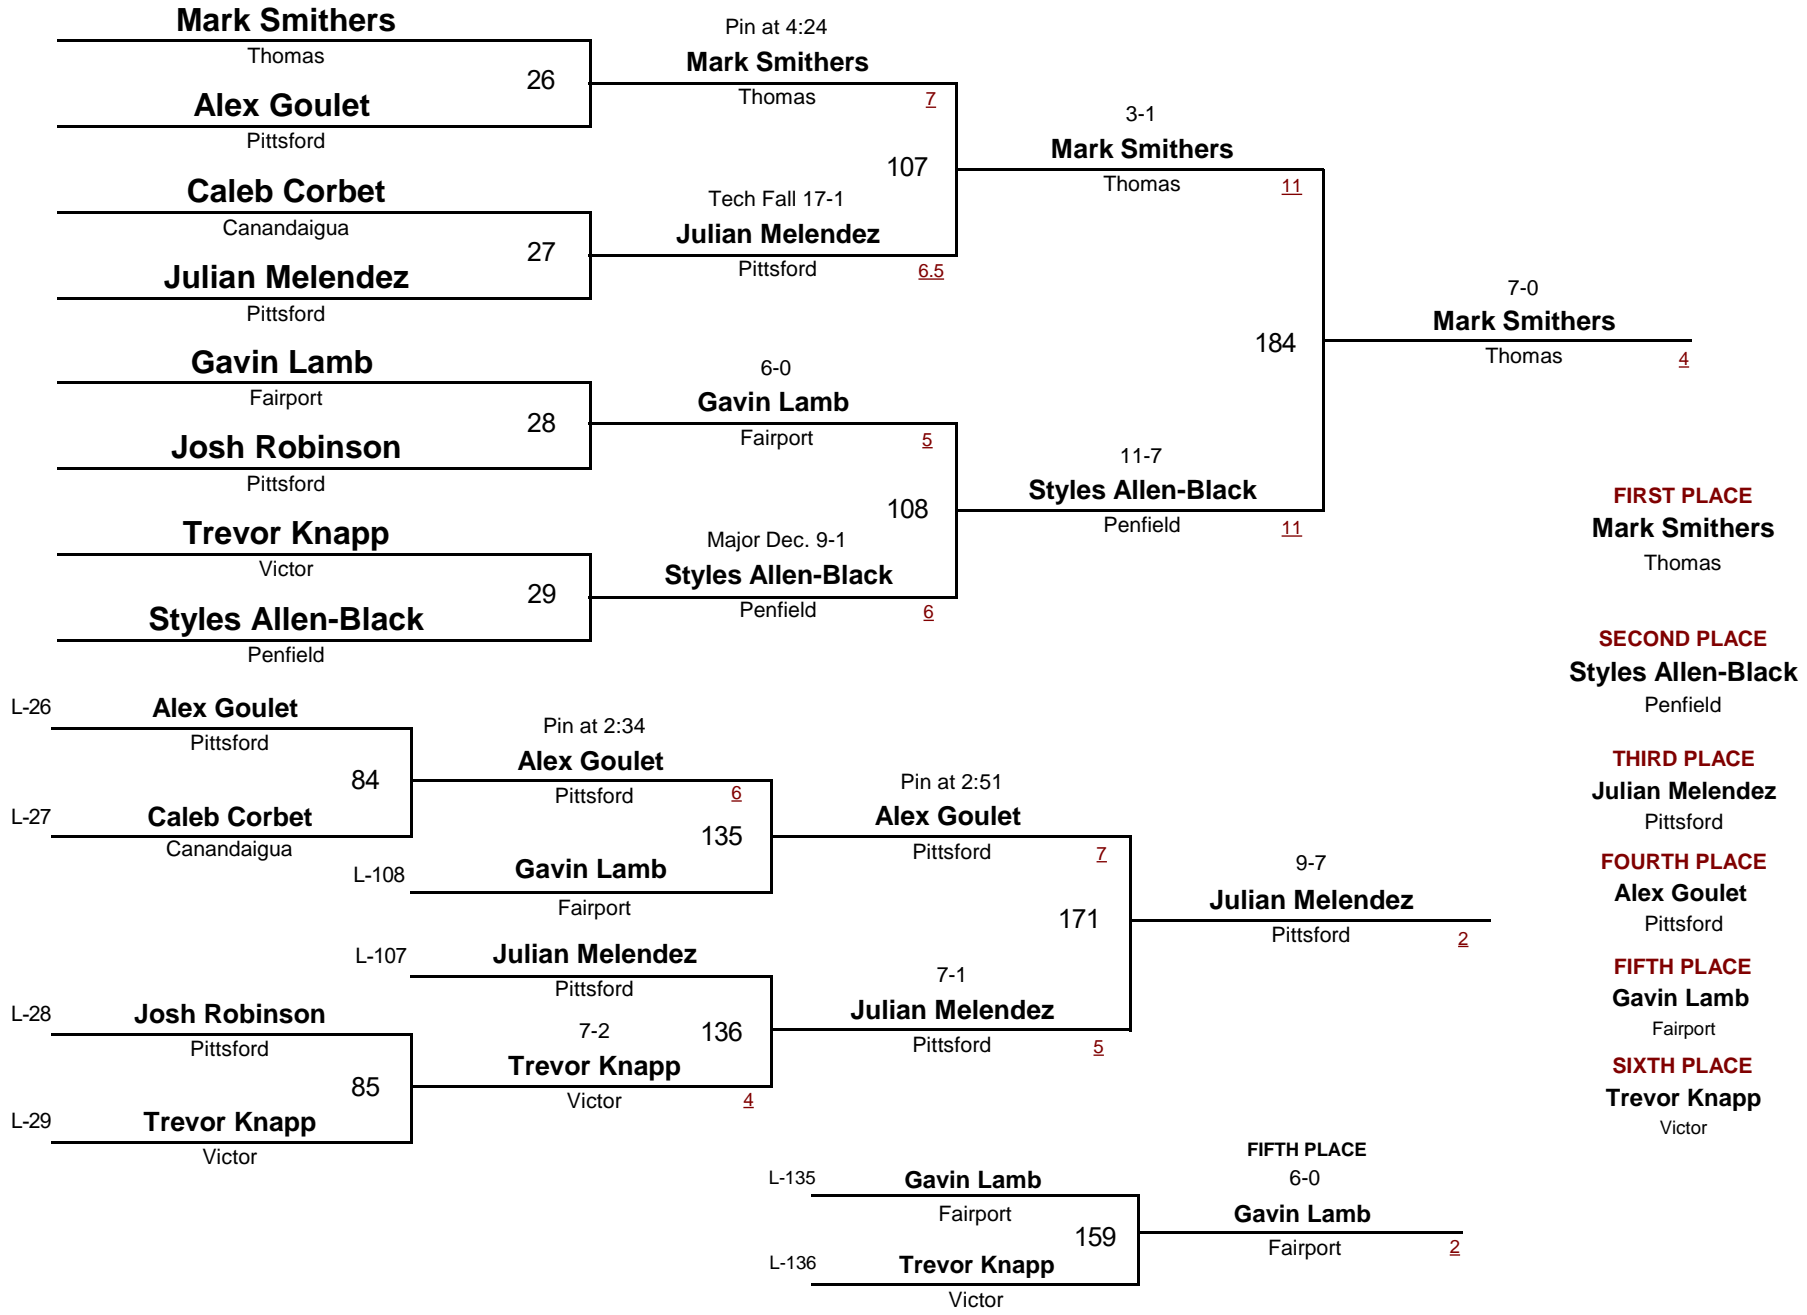 Mark Smithers
Thomas
26
Alex Goulet
Pittsford
Caleb Corbet
Canandaigua
27
Julian Melendez
Pittsford
Gavin Lamb
Fairport
28
Josh Robinson
Pittsford
Trevor Knapp
Victor
29
Styles Allen-Black
Penfield
Pin at 4:24
Mark Smithers
Thomas 7
107
Tech Fall 17-1
Julian Melendez
Pittsford 6.5
6-0
Gavin Lamb
Fairport 5
108
Major Dec. 9-1
Styles Allen-Black
Penfield 6
3-1
Mark Smithers
Thomas 11
184
11-7
Styles Allen-Black
Penfield 11
7-0
Mark Smithers
Thomas 4
L-26 Alex Goulet
Pittsford
84
L-27 Caleb Corbet
Canandaigua
L-28 Josh Robinson
Pittsford
85
L-29 Trevor Knapp
Victor
Pin at 2:34
Alex Goulet
Pittsford 6
135
L-108 Gavin Lamb
Fairport
L-107 Julian Melendez
Pittsford
7-2 136
Trevor Knapp
Victor 4
Pin at 2:51
Alex Goulet
Pittsford 7
171
7-1
Julian Melendez
Pittsford 5
9-7
Julian Melendez
Pittsford 2
L-135 Gavin Lamb
Fairport
159
L-136 Trevor Knapp
Victor
FIFTH PLACE
6-0
Gavin Lamb
Fairport 2
FIRST PLACE
Mark Smithers
Thomas
SECOND PLACE
Styles Allen-Black
Penfield
THIRD PLACE
Julian Melendez
Pittsford
FOURTH PLACE
Alex Goulet
Pittsford
FIFTH PLACE
Gavin Lamb
Fairport
SIXTH PLACE
Trevor Knapp
Victor